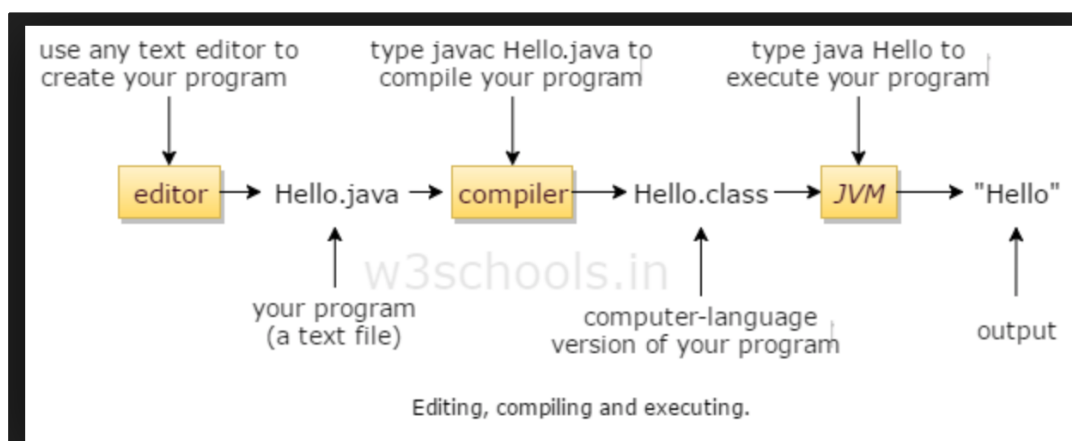 use any text editor to
create your program
type javac Hello.java to
compile your program
type java Hello to
execute your program
editor
Hello.java
compiler
Hello.class
JVM
"Hello"
w3schools.in
your program
(a text file)
computer-language
version of your program
output
Editing, compiling and executing.